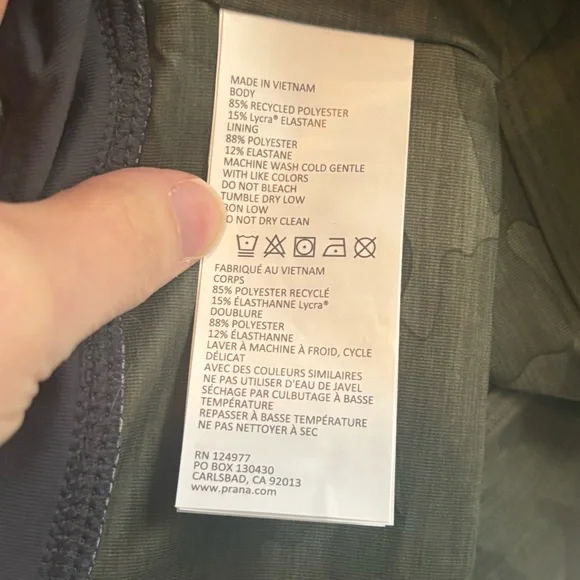 MADE IN VIETNAM
BODY
85% RECYCLED POLYESTER
15% Lycra® ELASTANE
LINING
88% POLYESTER
12% ELASTANE
MACHINE WASH COLD GENTLE
WITH LIKE COLORS
DO NOT BLEACH
TUMBLE DRY LOW
RON LOW
O NOT DRY CLEAN
FABRIQUÉ AU VIETNAM
CORPS
85% POLYESTER RECYCLÉ
15% ÉLASTHANNE Lycra®
DOUBLURE
88% POLYESTER
12% ÉLASTHANNE
LAVER À MACHINE À FROID, CYCLE
DÉLICAT
AVEC DES COULEURS SIMILAIRES
NE PAS UTILISER D'EAU DE JAVEL
SÉCHAGE PAR CULBUTAGE À BASSE
TEMPÉRATURE
REPASSER À BASSE TEMPÉRATURE
NE PAS NETTOYER À SEC
RN 124977
PO BOX 130430
CARLSBAD, CA 92013
www.prana.com